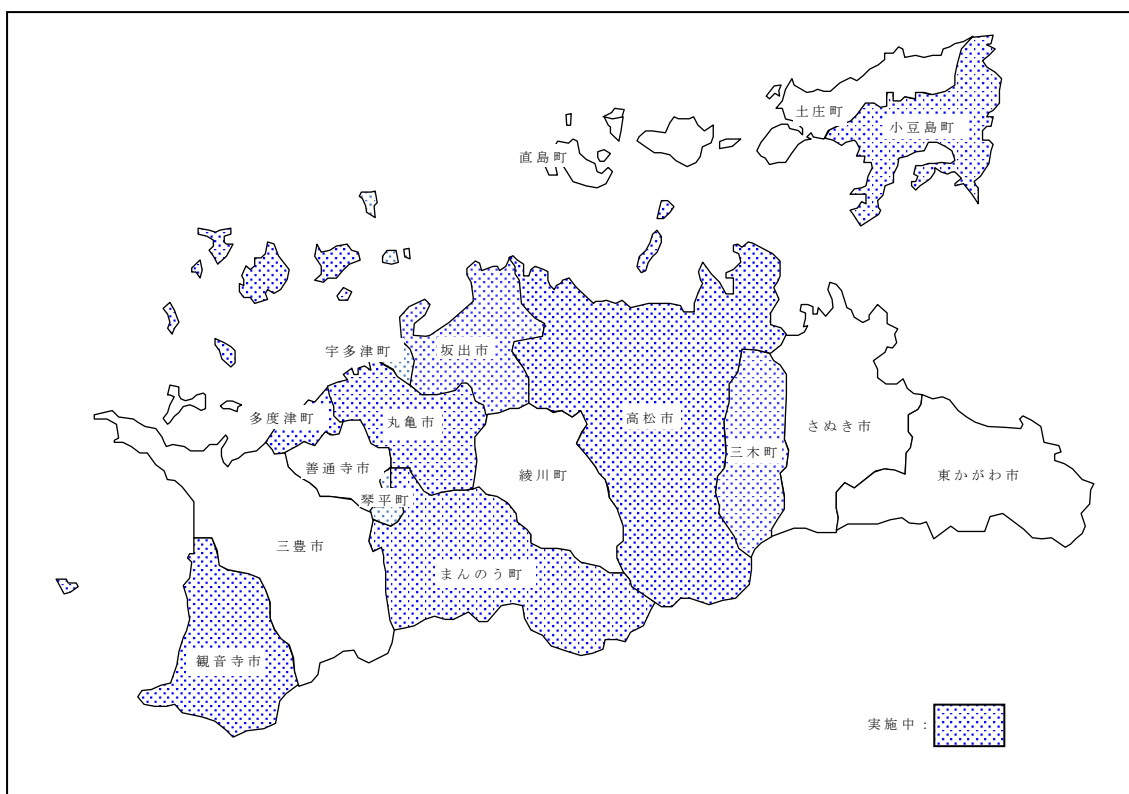 土庄町
小豆島町
直島町
宇多津町
坂出市
多度津町
丸亀市
高松市
さぬき市
三木町
善通寺市
綾川町
東かがわ市
琴平町
三豊市
まんのう町
観音寺市
実施中：